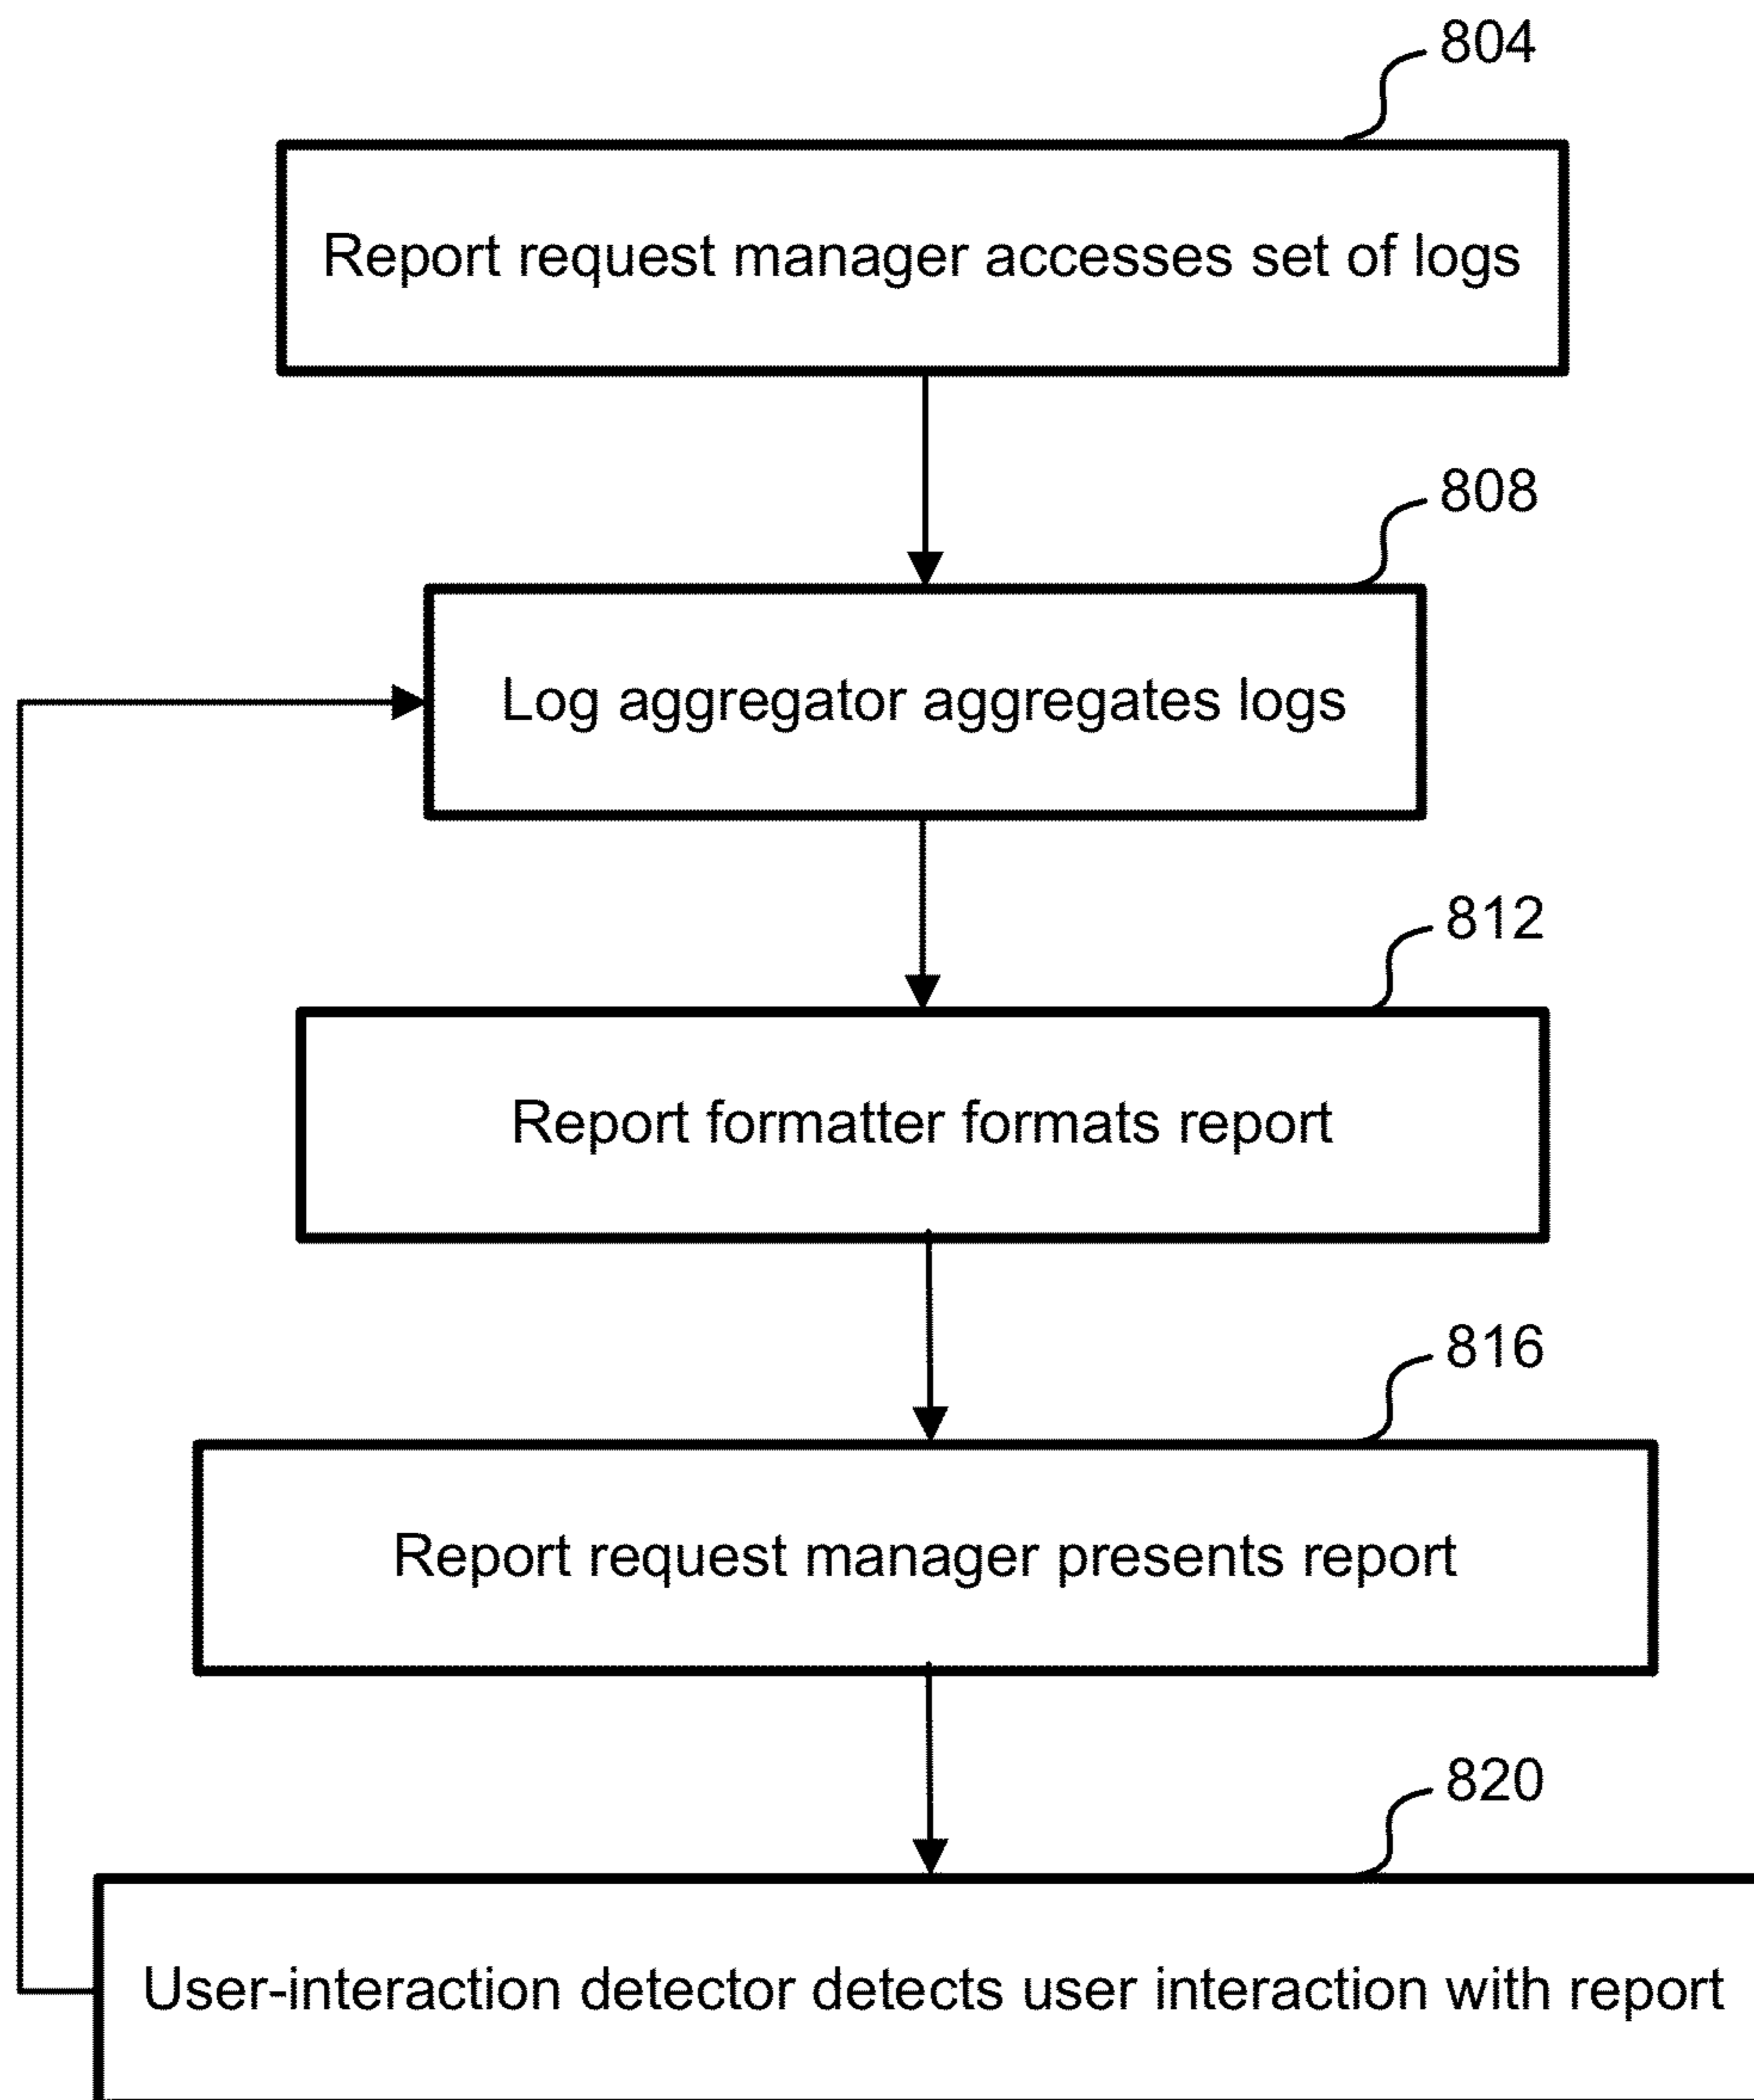 804
Report request manager accesses set of logs
808
Log aggregator aggregates logs
812
Report formatter formats report
816
Report request manager presents report
820
User-interaction detector detects user interaction with report